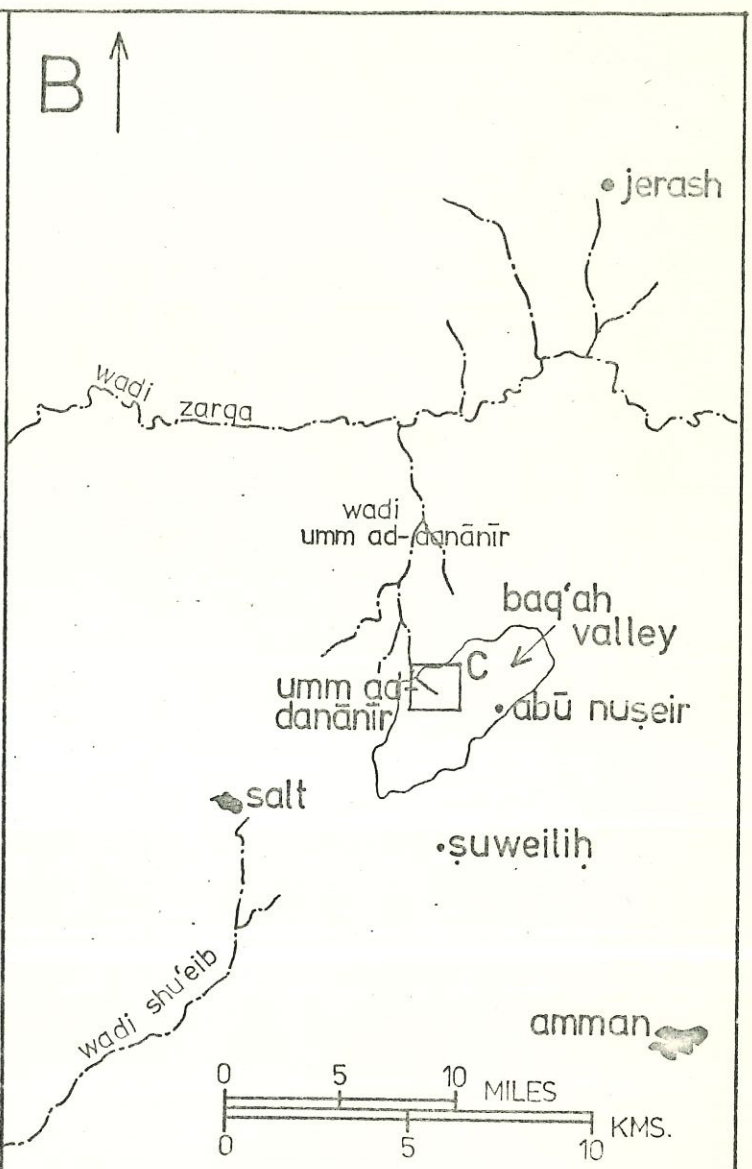 B
jerash
wadi
zarqa
wadi
umm ad-danānīr
baq'ah
valley
C
umm ad-
danānīr
abū nuṣeir
salt
ṣuweiliḥ
wadi shu'eib
amman
0 5 10 MILES
0 5 10 KMS.